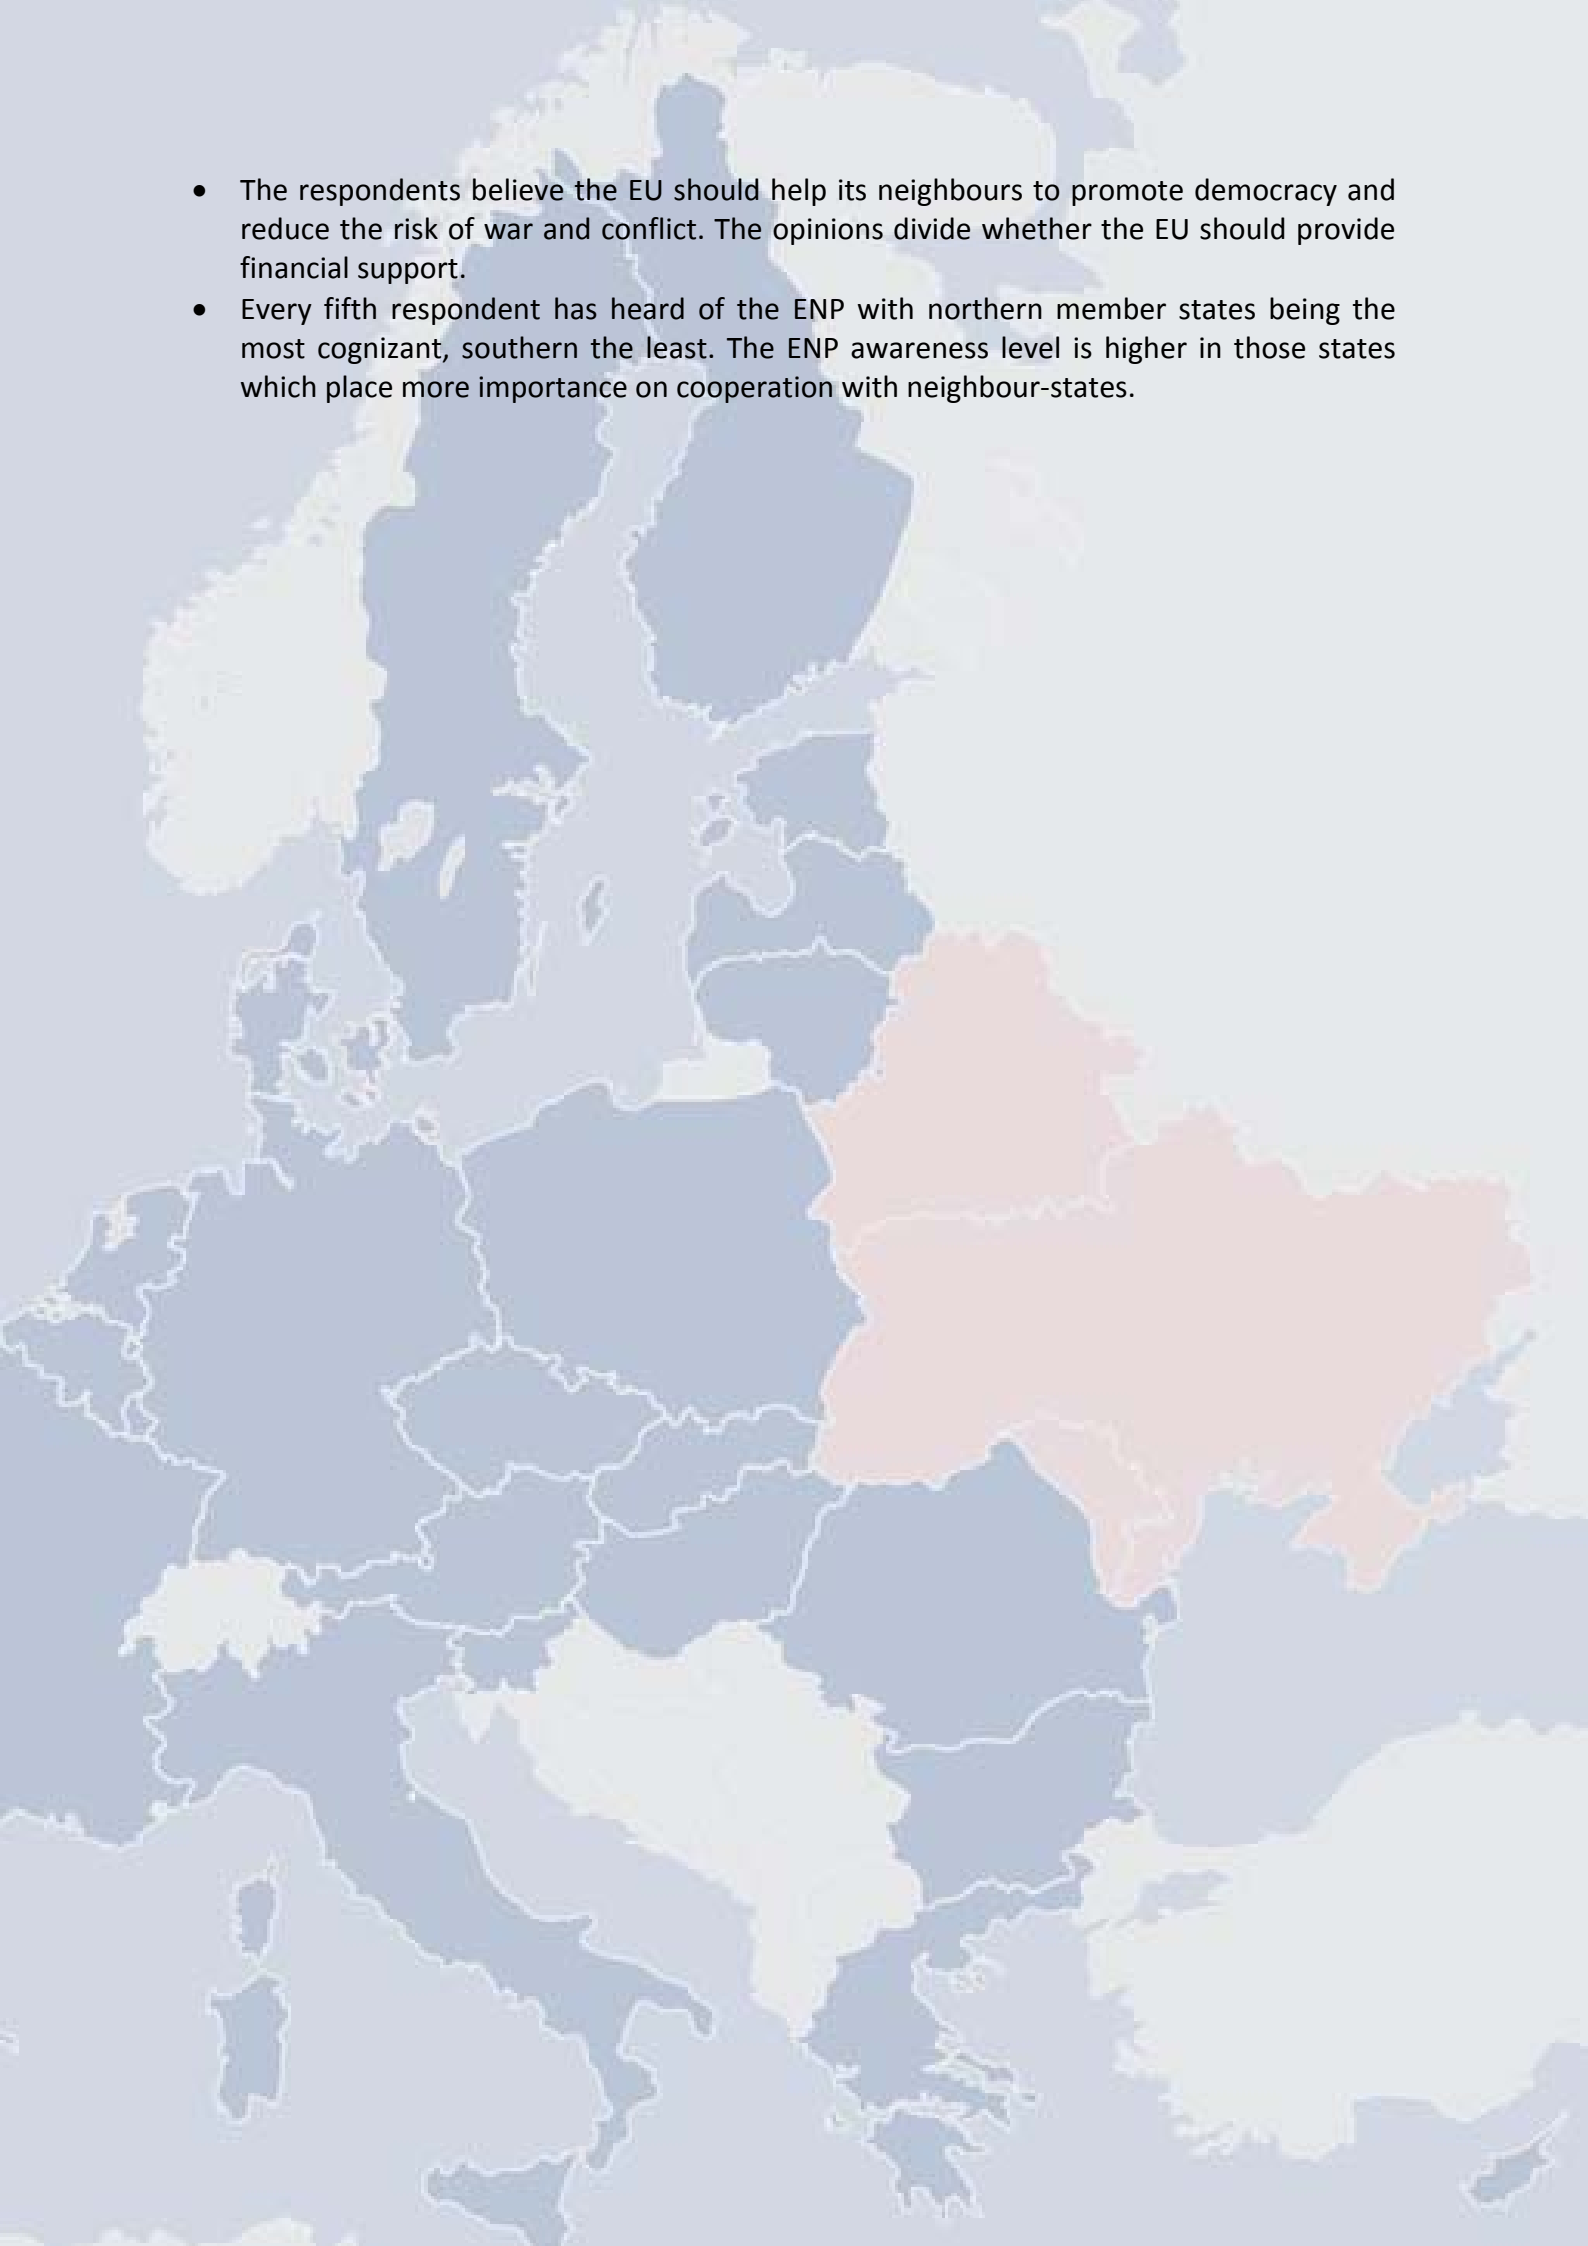 • The respondents believe the EU should help its neighbours to promote democracy and
reduce the risk of war and conflict. The opinions divide whether the EU should provide
financial support.
• Every fifth respondent has heard of the ENP with northern member states being the
most cognizant, southern the least. The ENP awareness level is higher in those states
which place more importance on cooperation with neighbour-states.